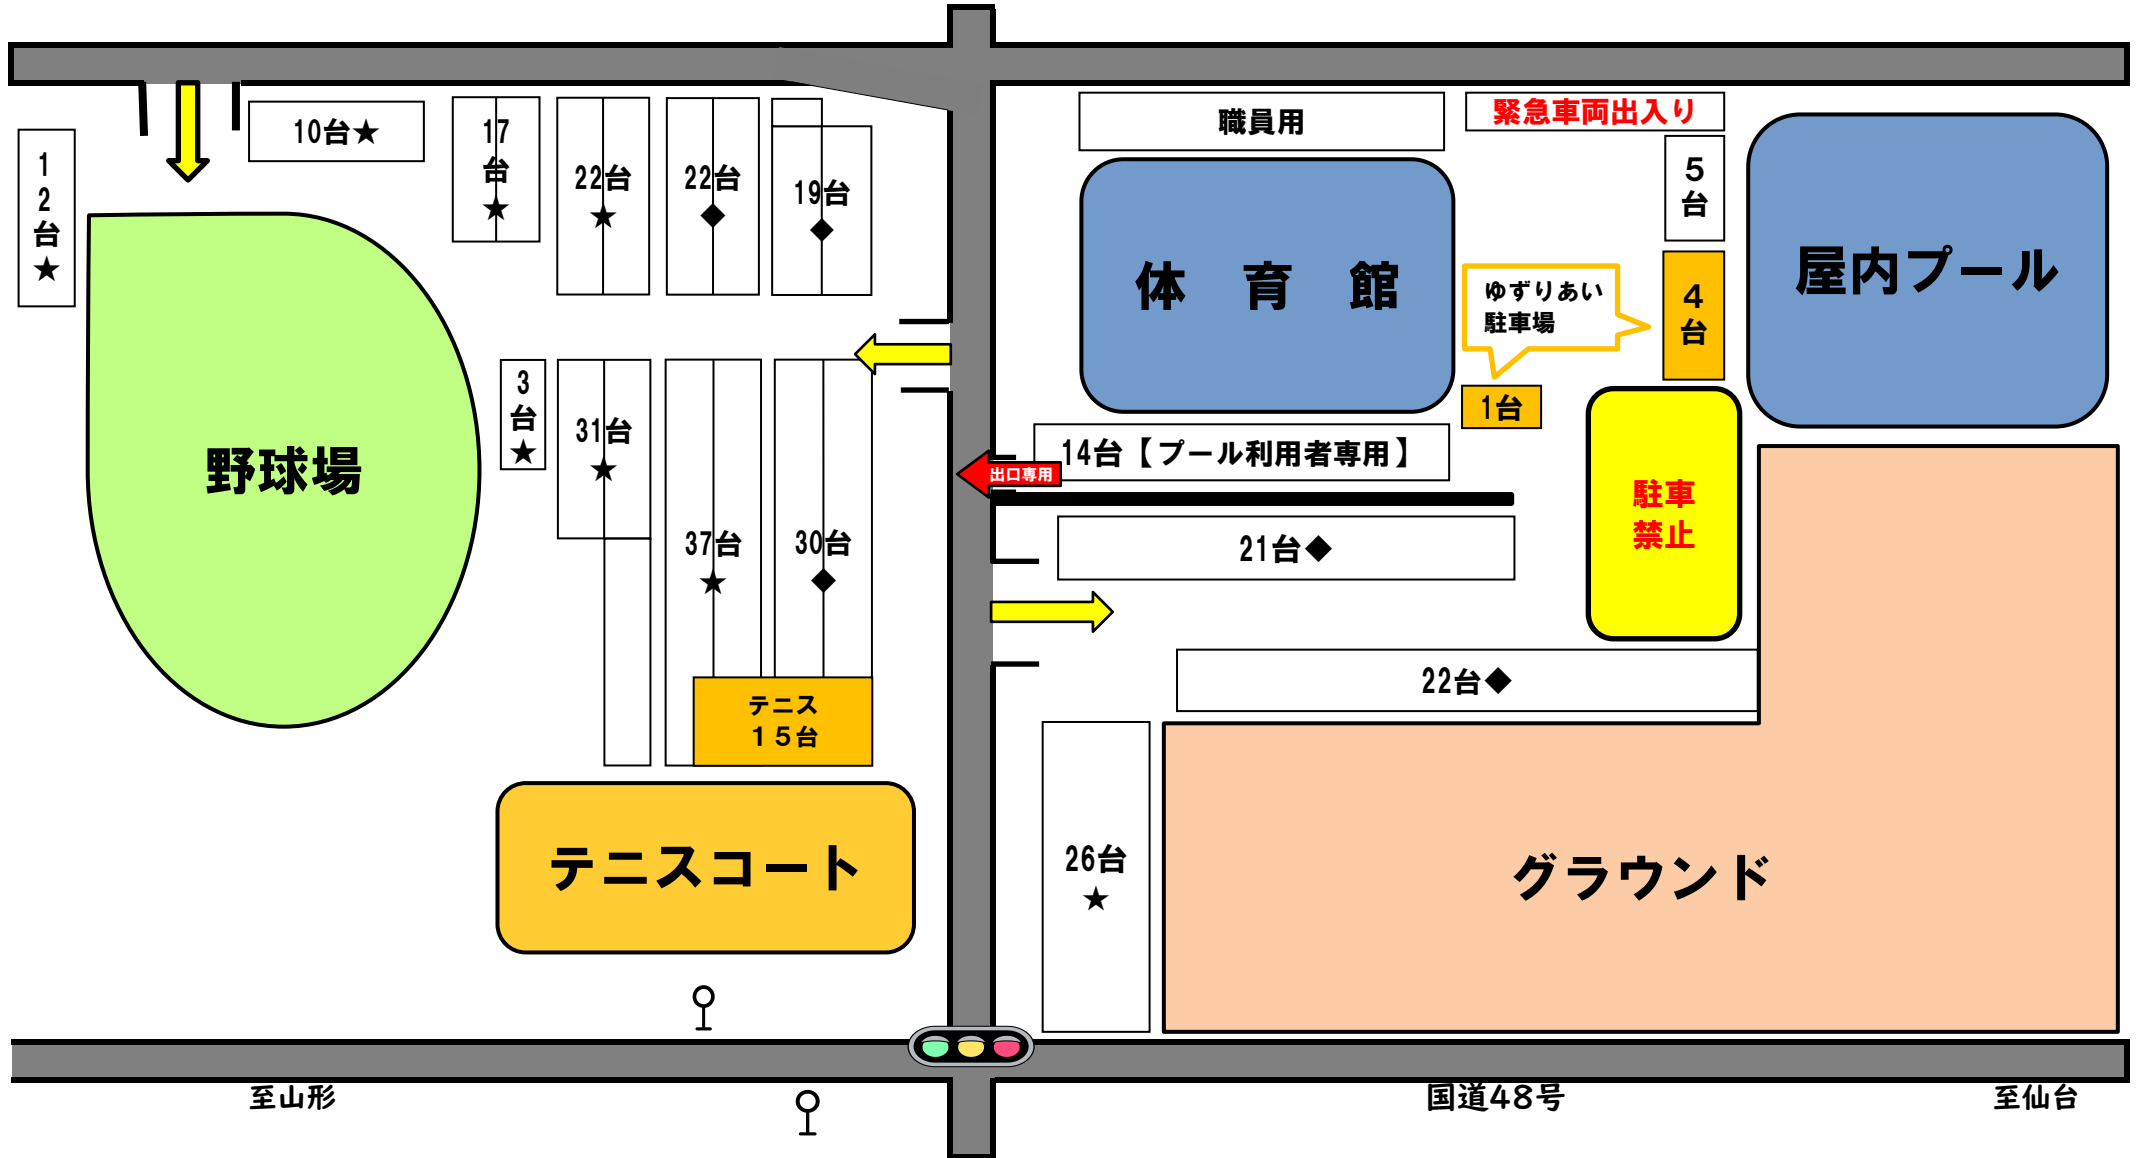 職員用
緊急車両出入り
10台★
17
台
★
22台
★
22台
◆
19台
◆
1
2
台
★
5
台
体 育 館
屋内プール
ゆずりあい
駐車場
4
台
1台
3
台
★
31台
★
野球場
14台【プール利用者専用】
出口専用
駐車
禁止
37台
★
30台
◆
21台◆
22台◆
テニス
15台
テニスコート
26台
★
グラウンド
至山形
国道48号
至仙台